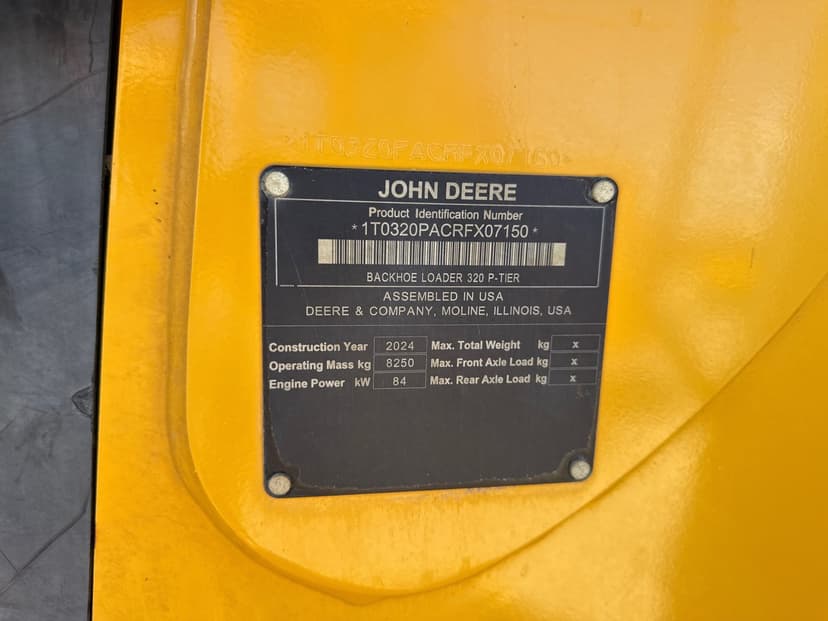 *1T0320PACRFX07150*
JOHN DEERE
Product Identification Number
*1T0320PACRFX07150*
BACKHOE LOADER 320 P-TIER
ASSEMBLED IN USA
DEERE & COMPANY, MOLINE, ILLINOIS, USA
Construction Year 2024 Max. Total Weight kg x
Operating Mass kg 8250 Max. Front Axle Load kg x
Engine Power kW 84 Max. Rear Axle Load kg x